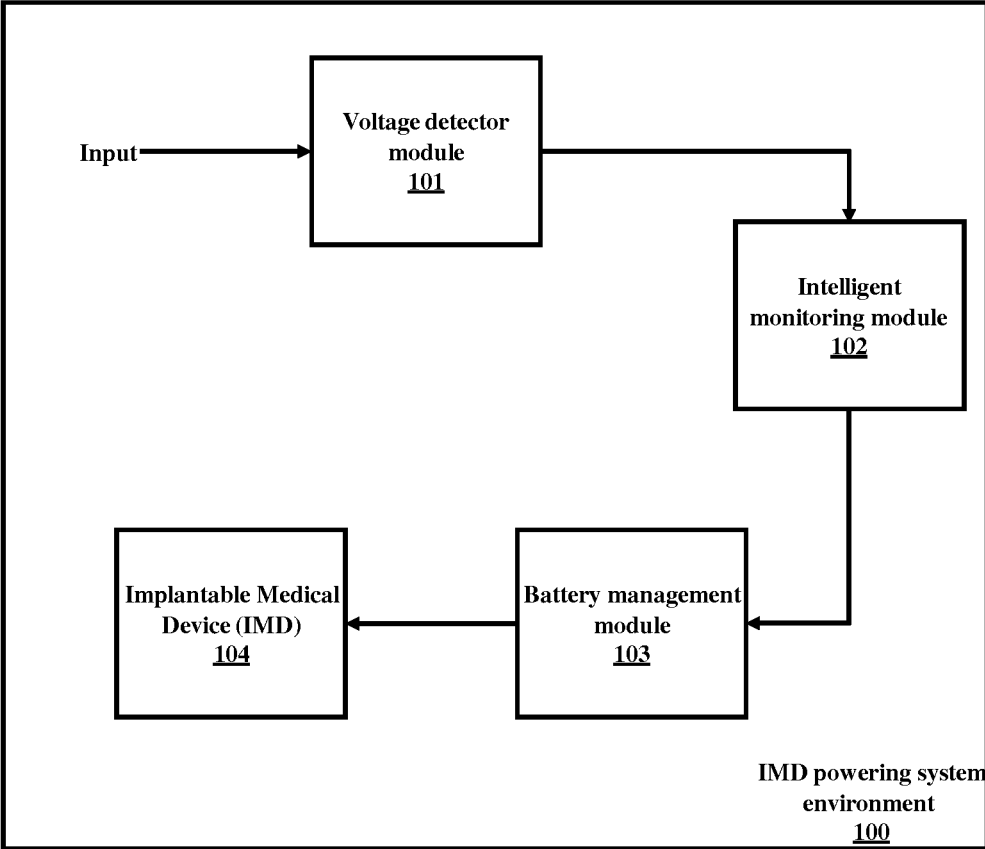 Input
Voltage detector
module
101
Intelligent
monitoring module
102
Implantable Medical
Device (IMD)
104
Battery management
module
103
IMD powering system
environment
100